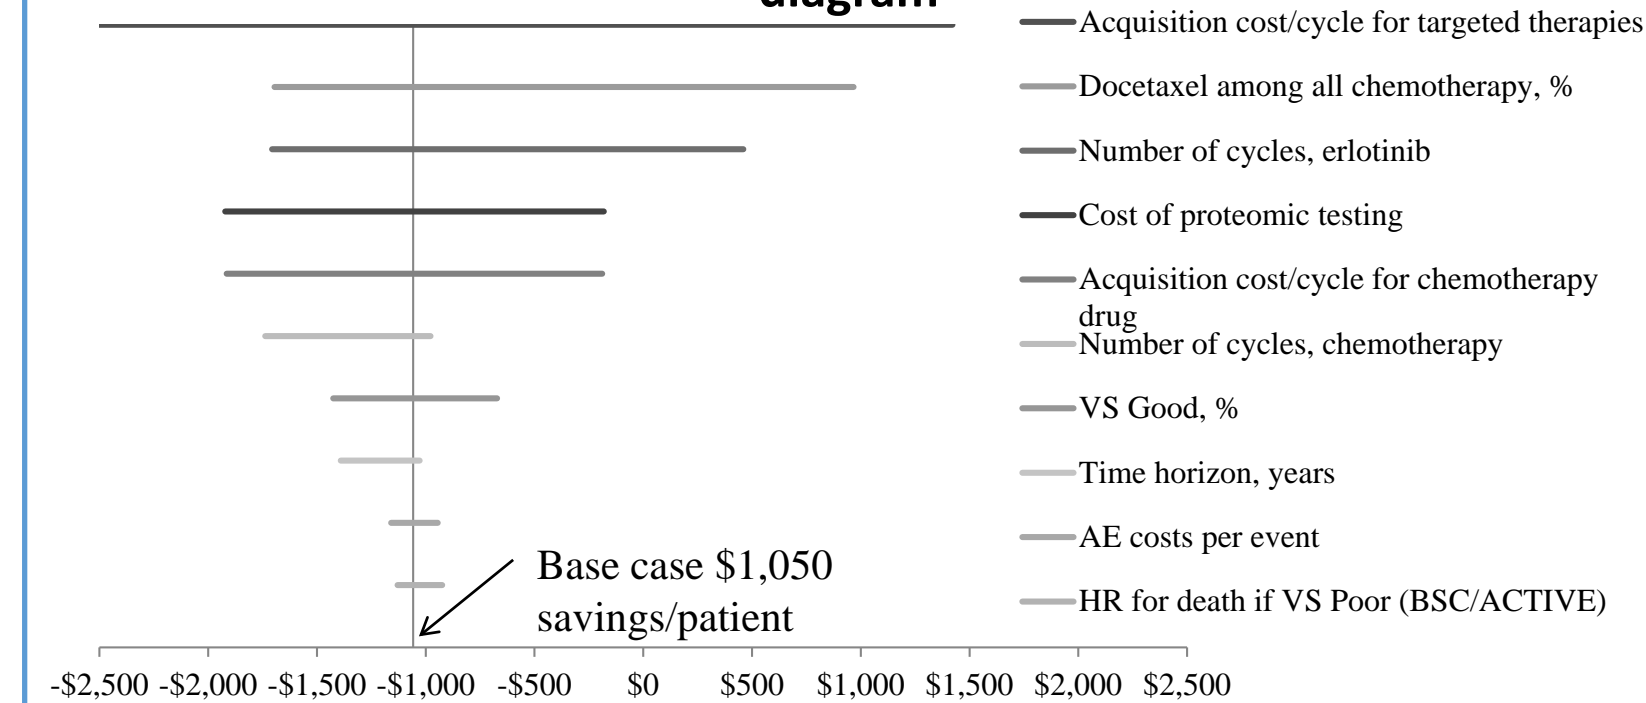 diagram
Acquisition cost/cycle for targeted therapies
Docetaxel among all chemotherapy, %
Number of cycles, erlotinib
Cost of proteomic testing
Acquisition cost/cycle for chemotherapy
drug
Number of cycles, chemotherapy
VS Good, %
Time horizon, years
AE costs per event
HR for death if VS Poor (BSC/ACTIVE)
Base case $1,050
savings/patient
-$2,500 -$2,000 -$1,500 -$1,000 -$500 $0 $500 $1,000 $1,500 $2,000 $2,500